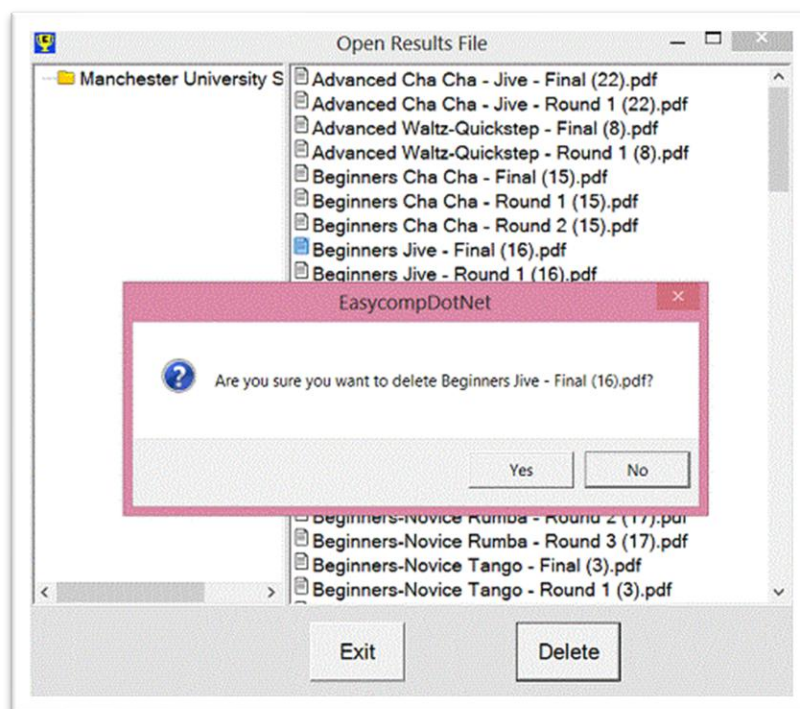 Open Results File
Manchester University S
Advanced Cha Cha - Jive - Final (22).pdf
Advanced Cha Cha - Jive - Round 1 (22).pdf
Advanced Waltz-Quickstep - Final (8).pdf
Advanced Waltz-Quickstep - Round 1 (8).pdf
Beginners Cha Cha - Final (15).pdf
Beginners Cha Cha - Round 1 (15).pdf
Beginners Cha Cha - Round 2 (15).pdf
Beginners Jive - Final (16).pdf
Beginners Jive - Round 1 (16).pdf
EasycompDotNet
Are you sure you want to delete Beginners Jive - Final (16).pdf?
Yes No
Beginners-Novice Rumba - Round 2 (17).pdf
Beginners-Novice Rumba - Round 3 (17).pdf
Beginners-Novice Tango - Final (3).pdf
Beginners-Novice Tango - Round 1 (3).pdf
Exit Delete